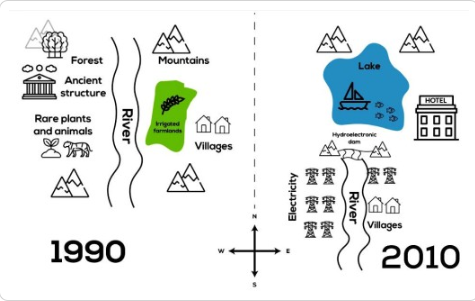 Forest
Mountains
Ancient
structure
Rare plants
and animals
River
Irrigated
farmlands
Villages
1990
N
W
E
S
Lake
HOTEL
Hydroelectronic
dam
Electricity
River
Villages
2010